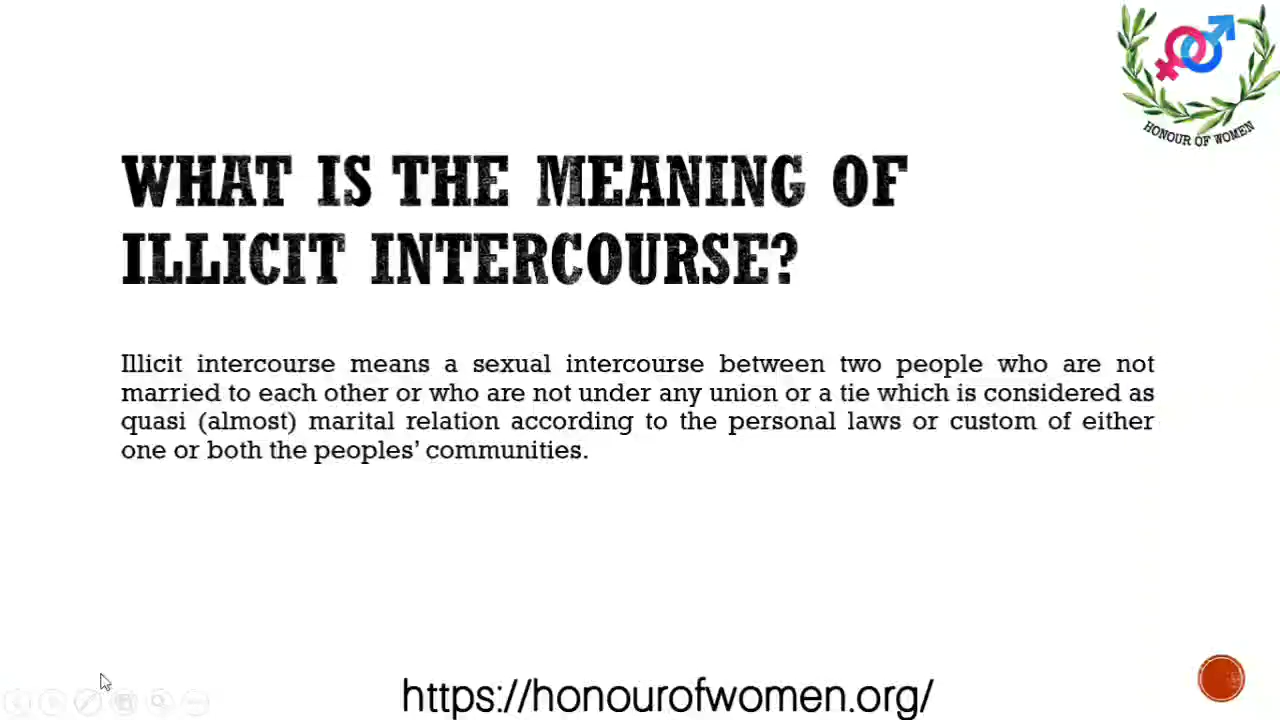 HONOUR OF WOMEN
WHAT IS THE MEANING OF
ILLICIT INTERCOURSE?
Illicit intercourse means a sexual intercourse between two people who are not
married to each other or who are not under any union or a tie which is considered as
quasi (almost) marital relation according to the personal laws or custom of either
one or both the peoples’ communities.
https://honourofwomen.org/